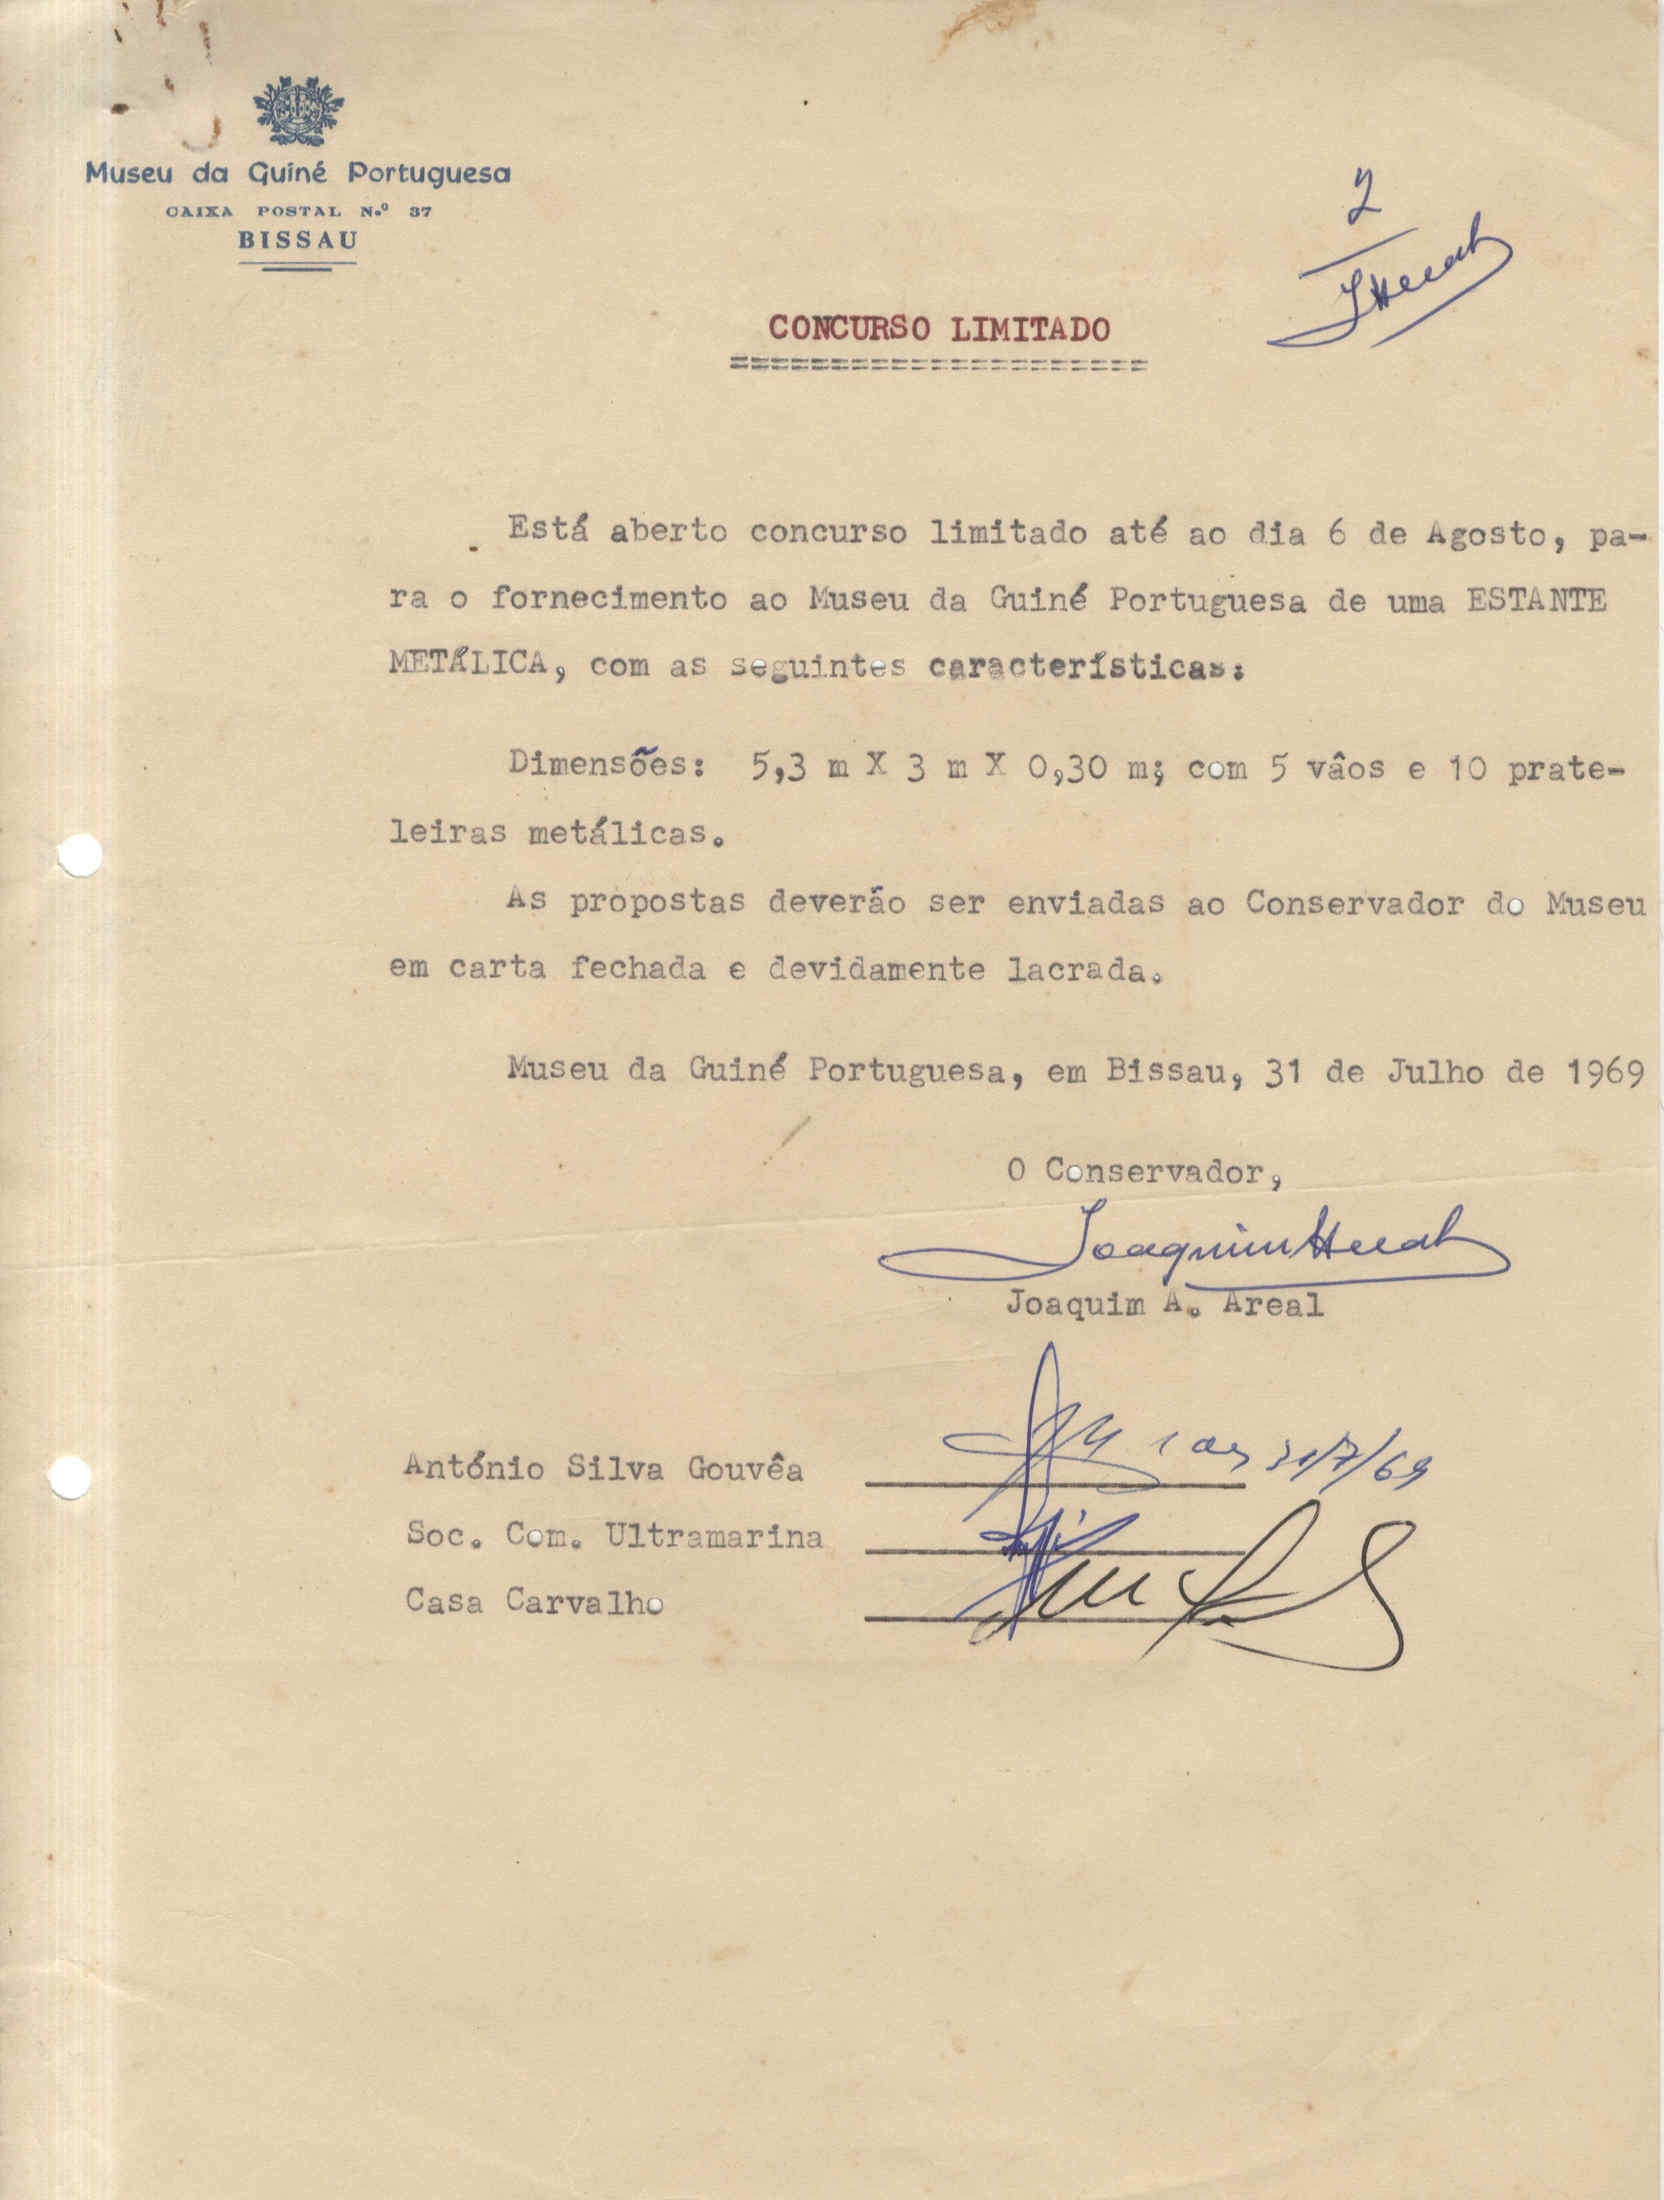 Museu da Guiné Portuguesa
CAIXA POSTAL N.º 37
BISSAU
2
CONCURSO LIMITADO
Está aberto concurso limitado até ao dia 6 de Agosto, pa-
ra o fornecimento ao Museu da Guiné Portuguesa de uma ESTANTE
METÁLICA, com as seguintes características:
Dimensões: 5,3 m X 3 m X 0,30 m; com 5 vâos e 10 prate-
leiras metálicas.
As propostas deverão ser enviadas ao Conservador do Museu
em carta fechada e devidamente lacrada.
Museu da Guiné Portuguesa, em Bissau, 31 de Julho de 1969
O Conservador,
Joaquim A. Areal
António Silva Gouvêa 31/7/69
Soc. Com. Ultramarina
Casa Carvalho